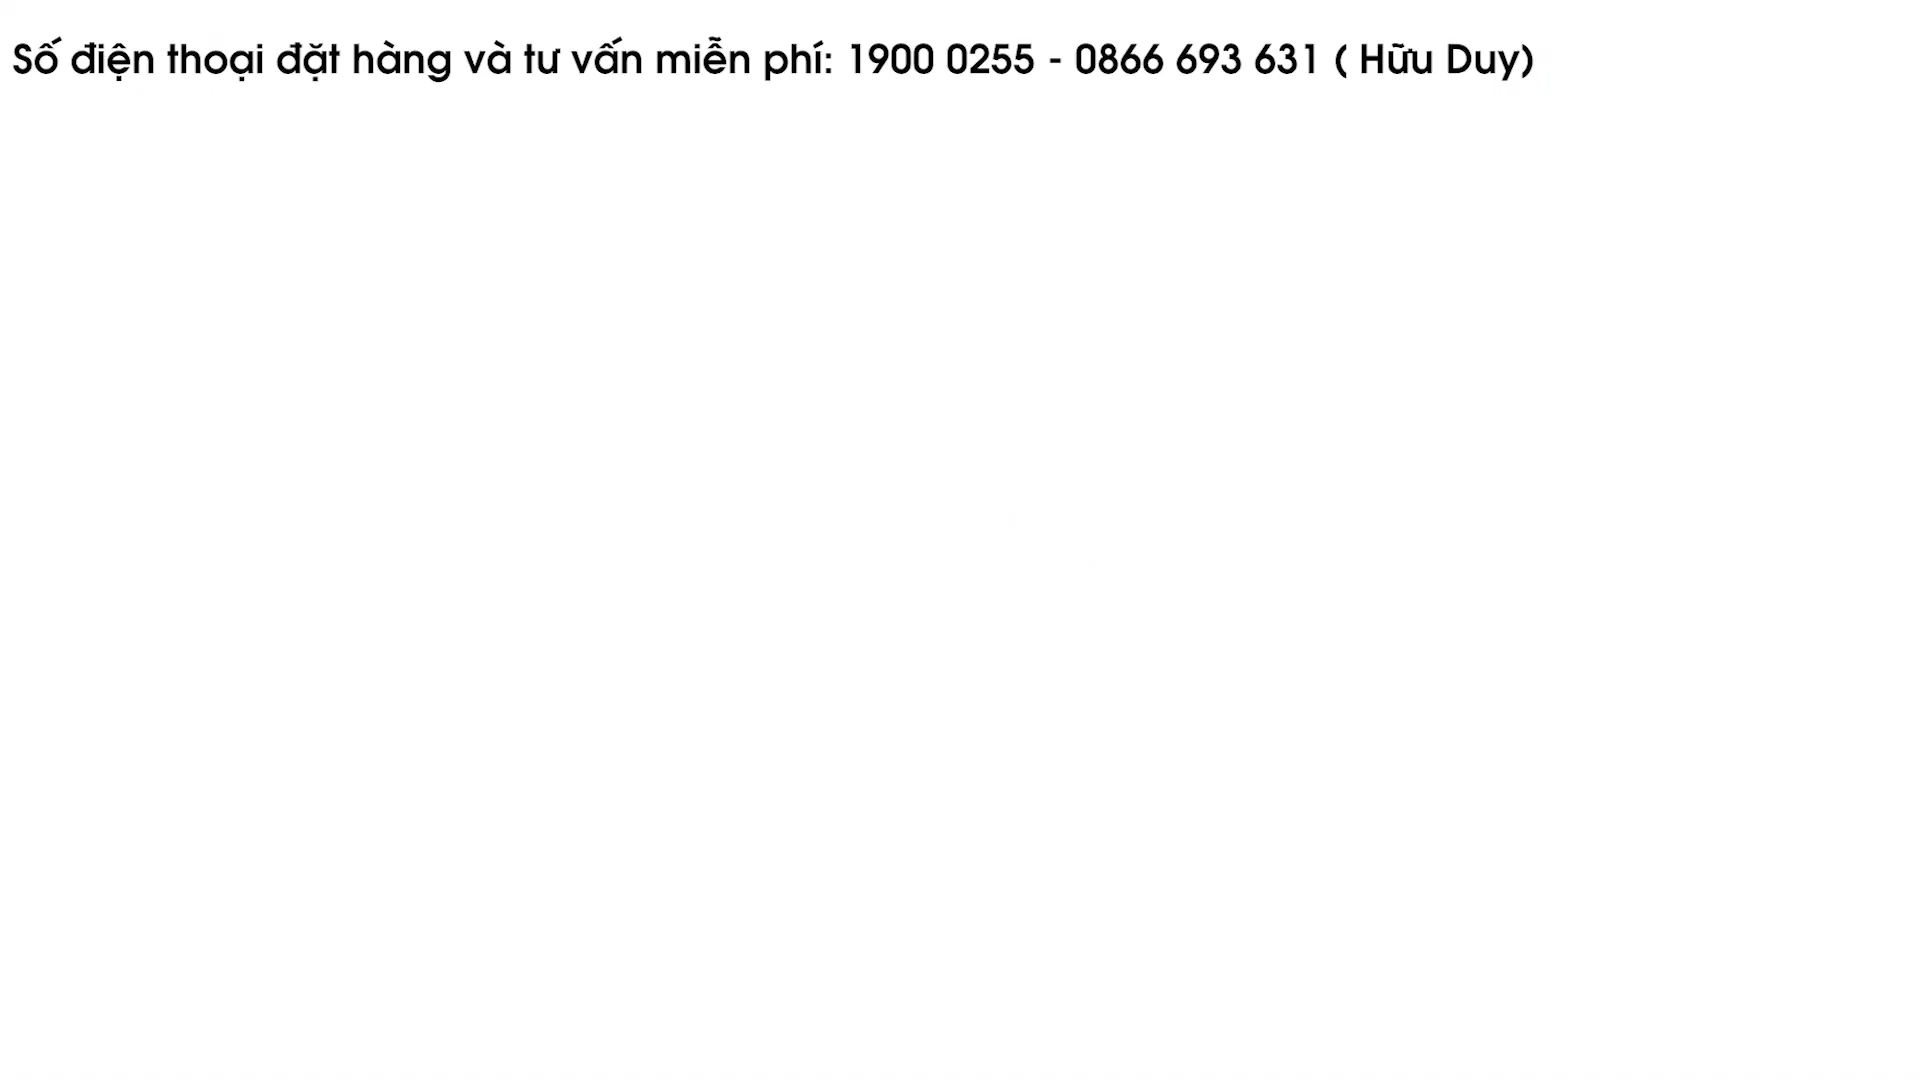 Số điện thoại đặt hàng và tư vấn miễn phí: 1900 0255 - 0866 693 631 ( Hữu Duy)